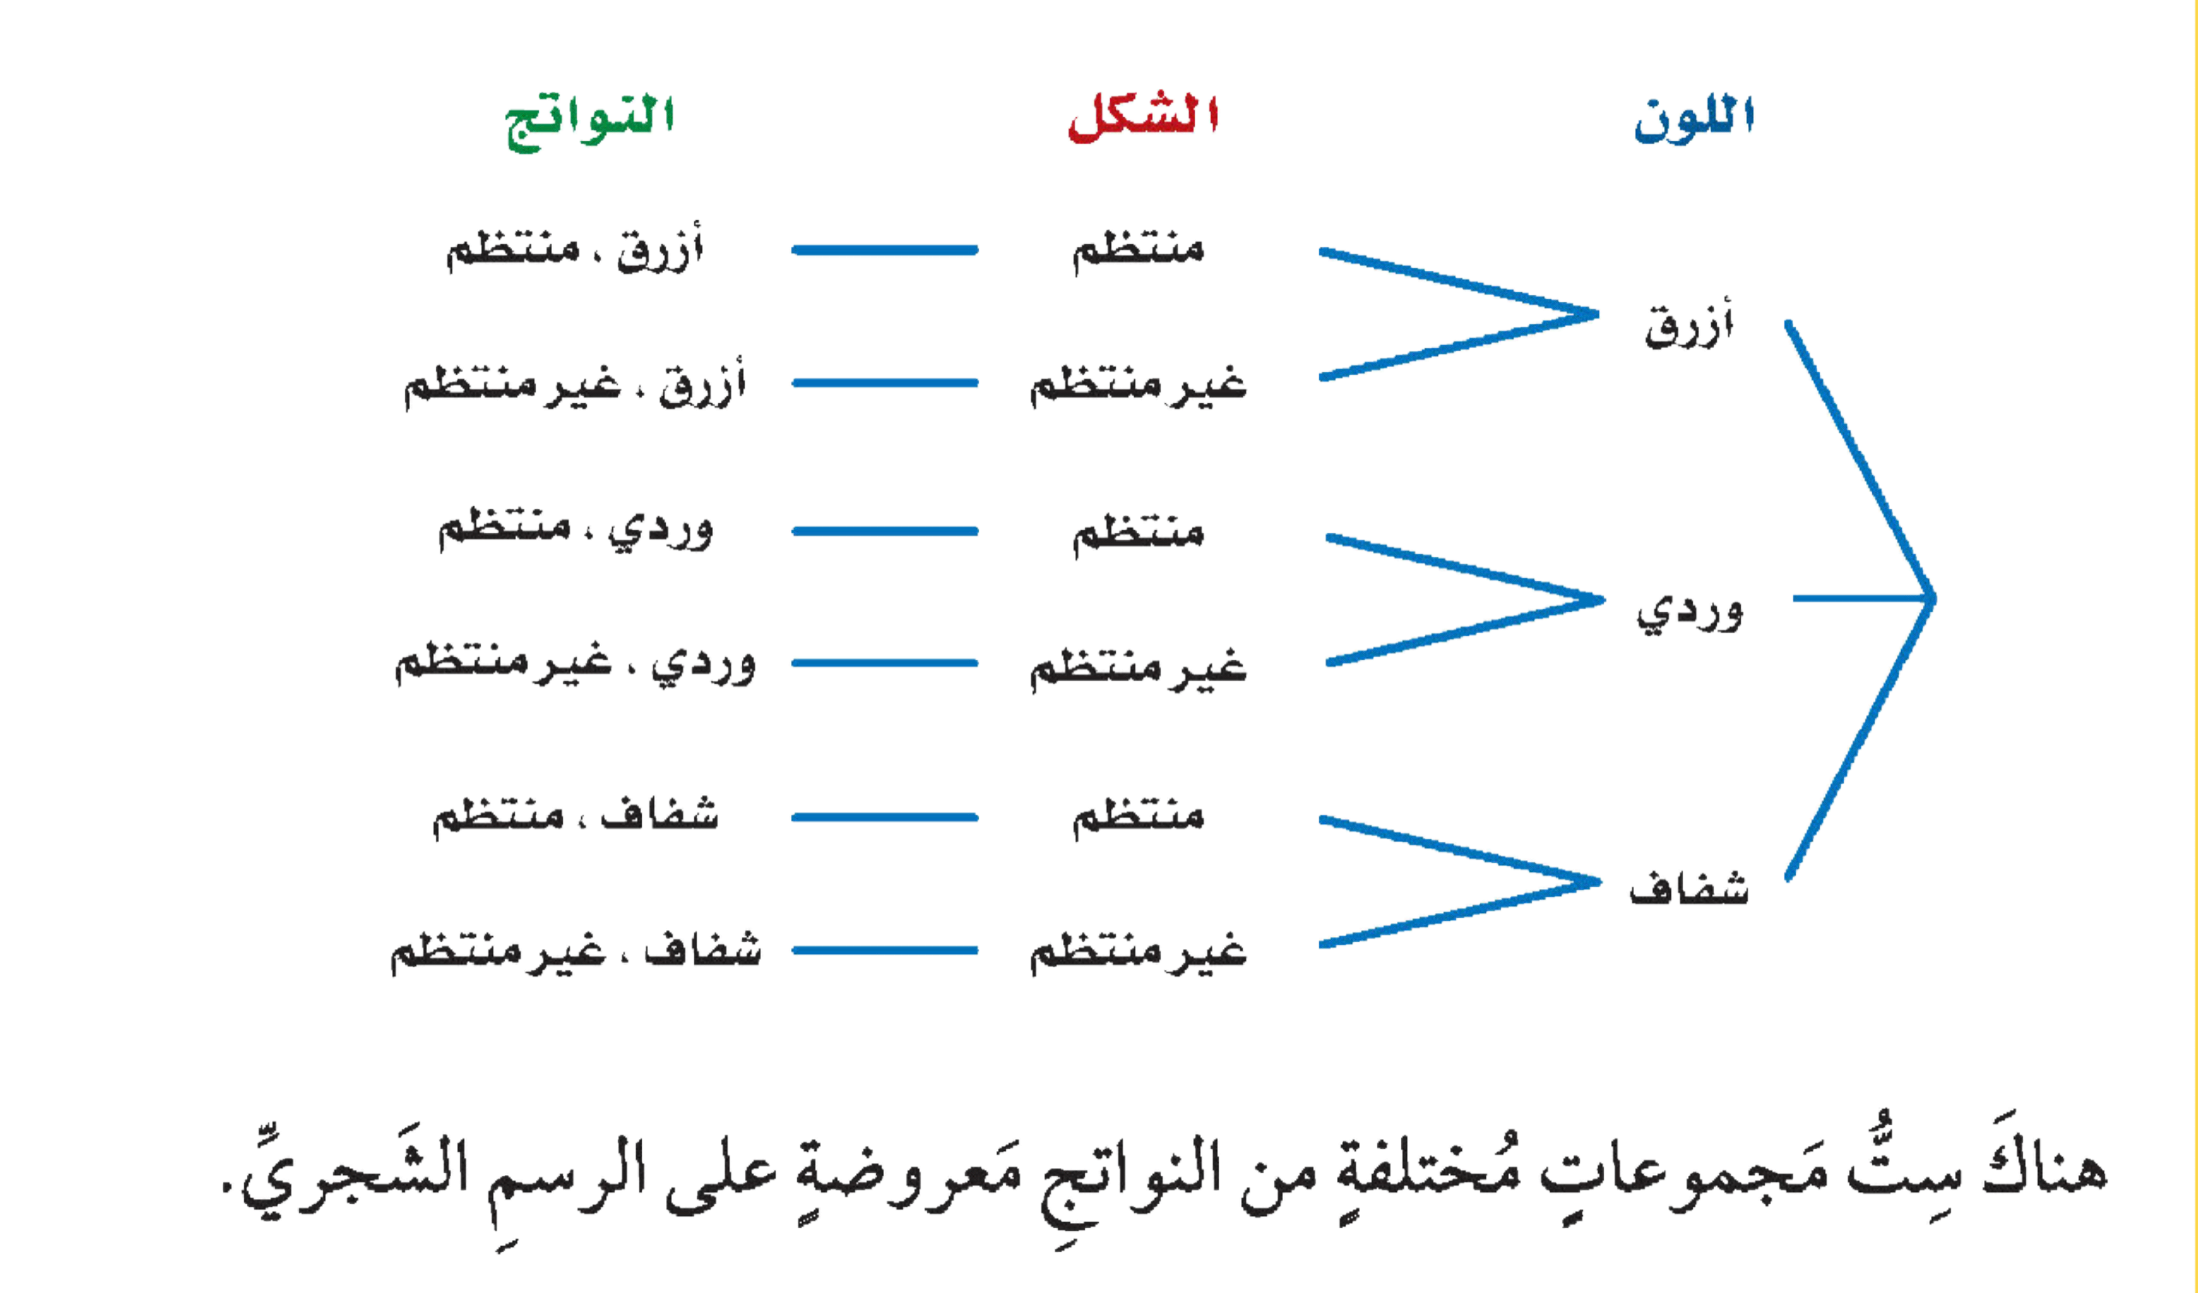 اللون الشكل النواتج
منتظم أزرق ، منتظم
أزرق
غير منتظم أزرق ، غير منتظم
منتظم وردي ، منتظم
وردي
غير منتظم وردي ، غير منتظم
منتظم شفاف ، منتظم
شفاف
غير منتظم شفاف ، غير منتظم
هناكَ سِتُّ مَجموعاتٍ مُختلفةٍ من النواتجِ مَعروضةٍ على الرسمِ الشَجريِّ.